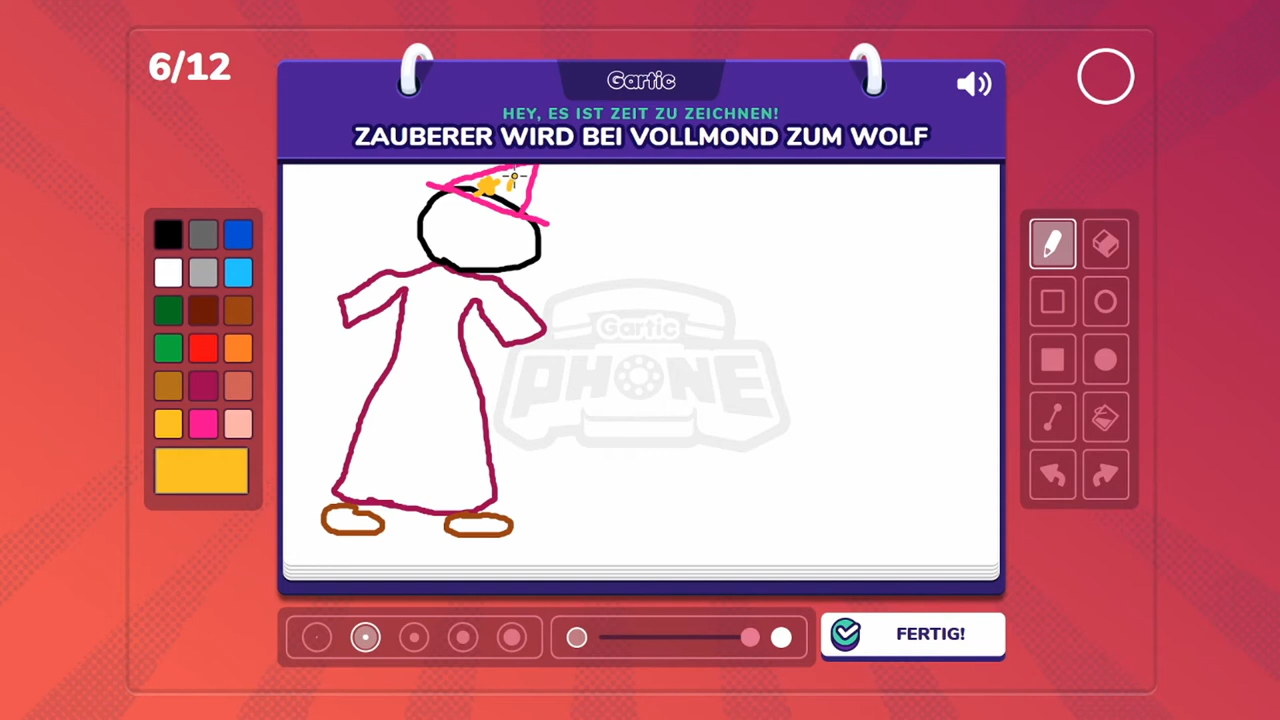 6/12
Gartic
HEY, ES IST ZEIT ZU ZEICHNEN!
ZAUBERER WIRD BEI VOLLMOND ZUM WOLF
Gartic
PHONE
FERTIG!